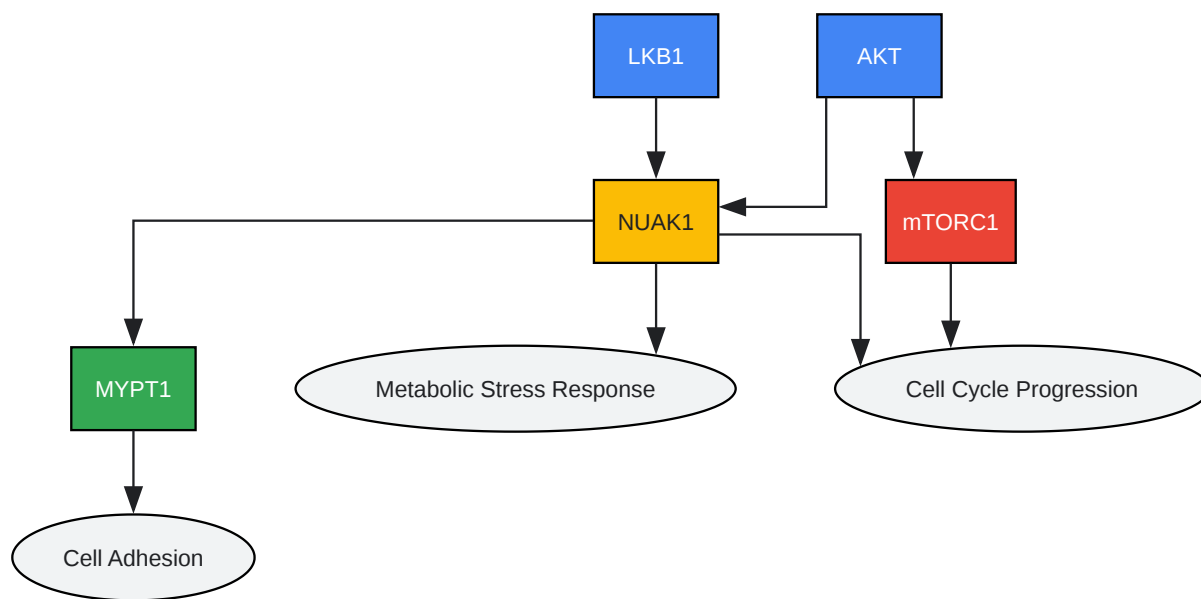 LKB1
AKT
NUAK1
mTORC1
MYPT1
Metabolic Stress Response
Cell Cycle Progression
Cell Adhesion